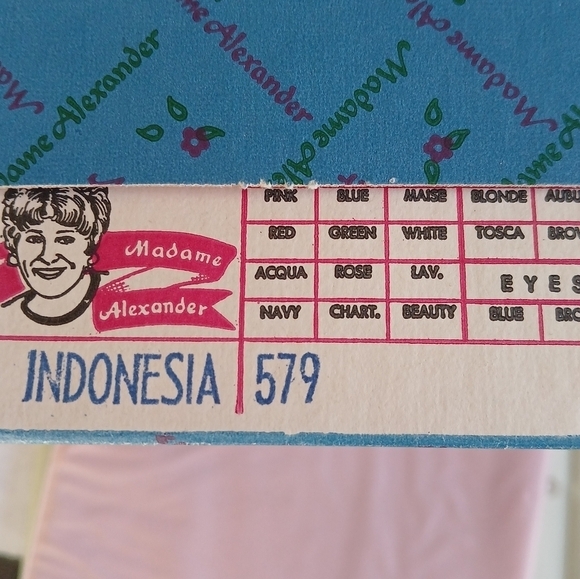 Madame Alexander
Madame Alexander
Madame Alexander
PINK BLUE MAISE BLONDE
RED GREEN WHITE TOSCA
ACQUA ROSE LAV. EYES
NAVY CHART. BEAUTY BLUE
Madame
Alexander
INDONESIA 579